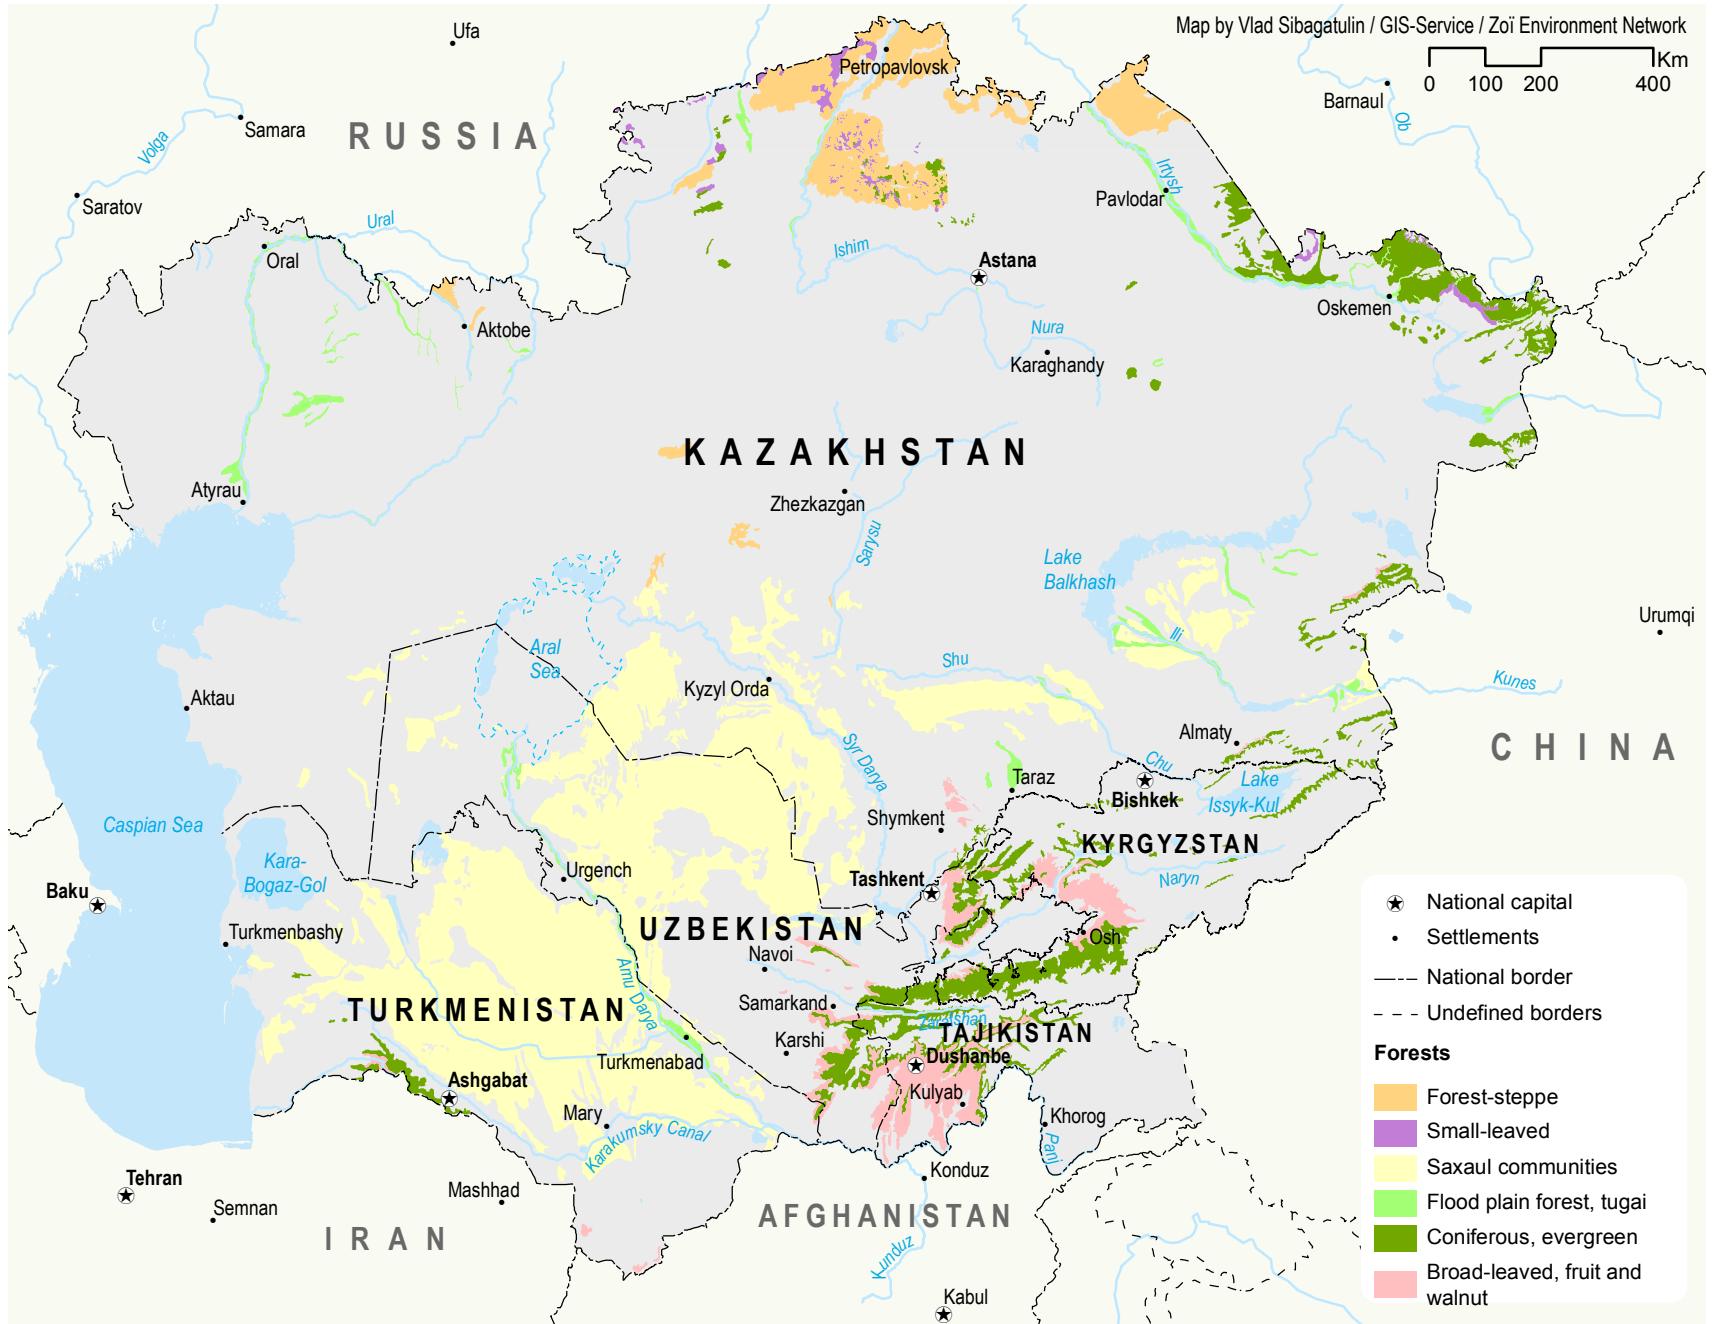 Map by Vlad Sibagatulin / GIS-Service / Zoï Environment Network
0 100 200 400 Km
Ufa
Petropavlovsk
Barnaul
Ob
Samara
RUSSIA
Volga
Irtysh
Saratov
Pavlodar
Ural
Ishim
Oral
Astana
Oskemen
Aktobe
Nura
Karaghandy
KAZAKHSTAN
Atyrau
Zhezkazgan
Sarysu
Lake
Balkhash
Urumqi
Ili
Aral
Sea
Shu
Kyzyl Orda
Kunes
Aktau
Almaty
CHINA
Syr Darya
Chu
Taraz
Bishkek
Lake
Issyk-Kul
Shymkent
Caspian Sea
KYRGYZSTAN
Kara-
Bogaz-Gol
Urgench
Tashkent
Naryn
Baku
Turkmenbashy
UZBEKISTAN
Osh
Navoi
Amu Darya
Samarkand
TURKMENISTAN
Zarafshan
TAJIKISTAN
Karshi
Turkmenabad
Dushanbe
Ashgabat
Kulyab
Mary
Karakumsky Canal
Khorog
Panj
Tehran
Mashhad
Konduz
Semnan
AFGHANISTAN
IRAN
Kunduz
Kabul
National capital
Settlements
National border
Undefined borders
Forests
Forest-steppe
Small-leaved
Saxaul communities
Flood plain forest, tugai
Coniferous, evergreen
Broad-leaved, fruit and
walnut